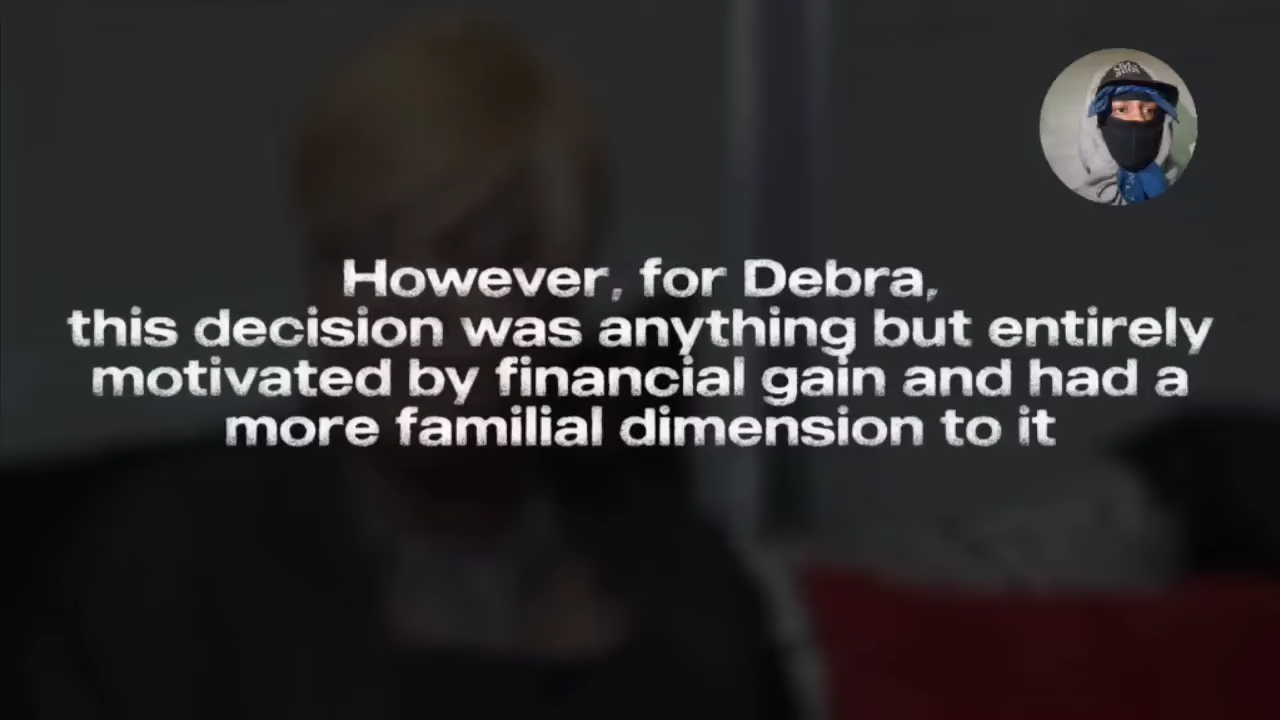 However, for Debra,
this decision was anything but entirely
motivated by financial gain and had a
more familial dimension to it